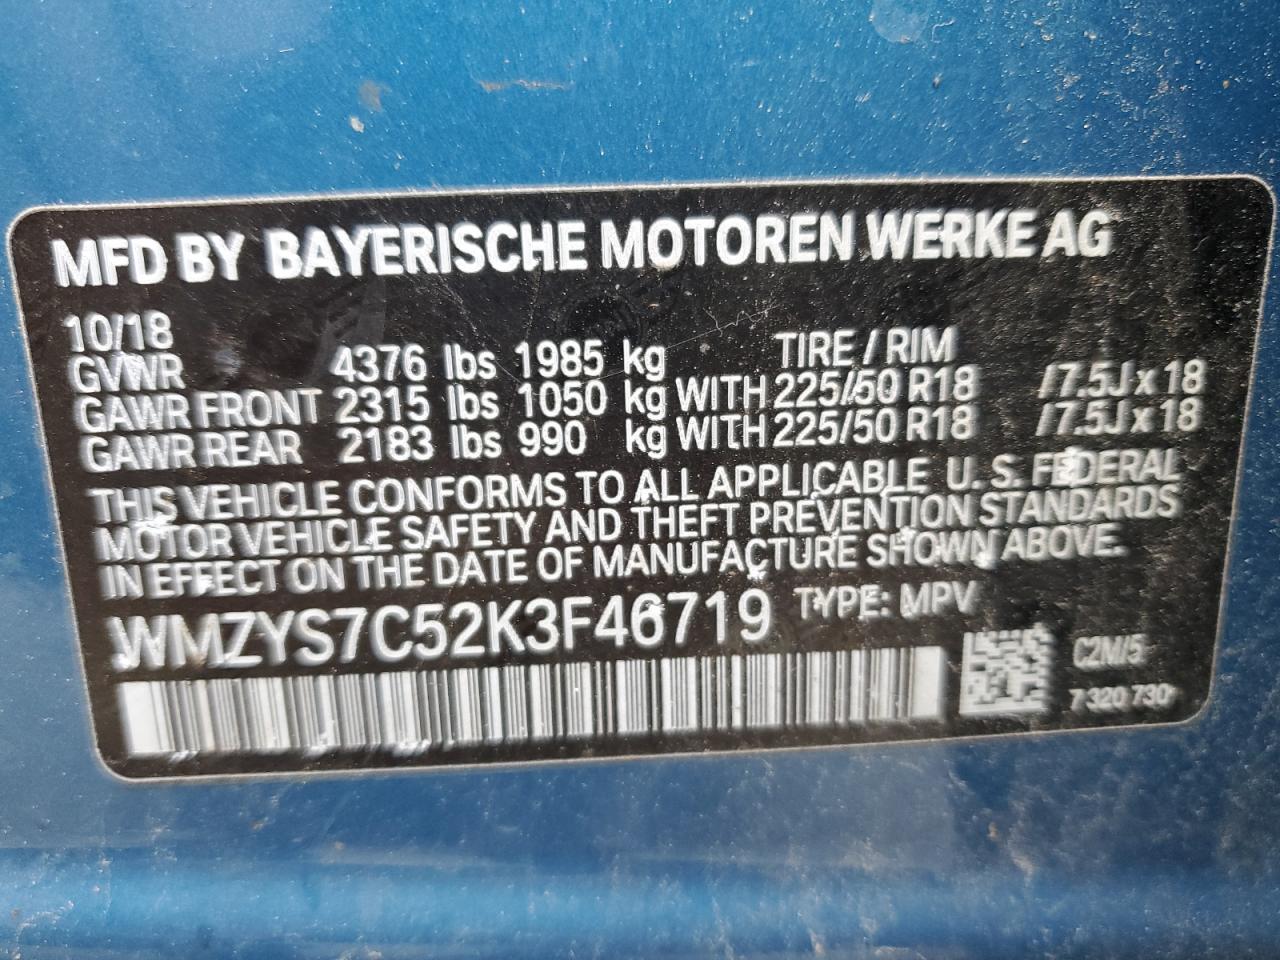 MFD BY BAYERISCHE MOTOREN WERKE AG
10/18 TIRE / RIM
GVWR 4376 lbs 1985 kg
GAWR FRONT 2315 lbs 1050 kg WITH 225/50 R18 /7.5J x 18
GAWR REAR 2183 lbs 990 kg WITH 225/50 R18 /7.5J x 18
THIS VEHICLE CONFORMS TO ALL APPLICABLE U. S. FEDERAL
MOTOR VEHICLE SAFETY AND THEFT PREVENTION STANDARDS
IN EFFECT ON THE DATE OF MANUFACTURE SHOWN ABOVE.
WMZYS7C52K3F46719 TYPE: MPV
C2M/5
7 320 730